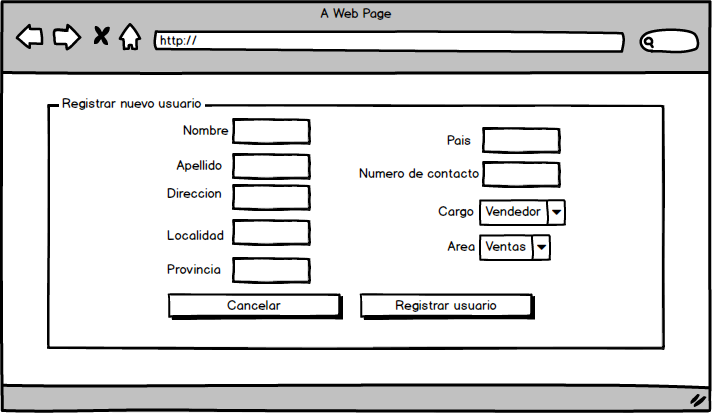 A Web Page
http://
Registrar nuevo usuario
Nombre
Apellido
Direccion
Localidad
Provincia
Pais
Numero de contacto
Cargo Vendedor
Area Ventas
Cancelar
Registrar usuario